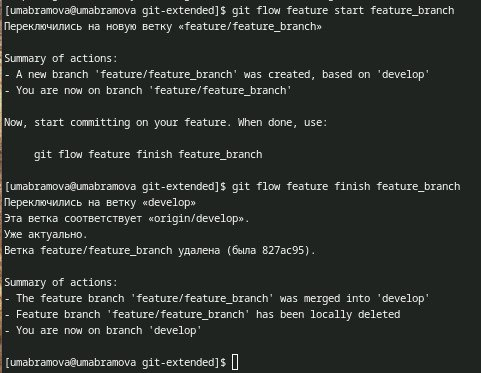 [umabramova@umabramova git-extended]$ git flow feature start feature_branch
Переключились на новую ветку «feature/feature_branch»
Summary of actions:
- A new branch 'feature/feature_branch' was created, based on 'develop'
- You are now on branch 'feature/feature_branch'
Now, start committing on your feature. When done, use:
git flow feature finish feature_branch
[umabramova@umabramova git-extended]$ git flow feature finish feature_branch
Переключились на ветку «develop»
Эта ветка соответствует «origin/develop».
Уже актуально.
Ветка feature/feature_branch удалена (была 827ac95).
Summary of actions:
- The feature branch 'feature/feature_branch' was merged into 'develop'
- Feature branch 'feature/feature_branch' has been locally deleted
- You are now on branch 'develop'
[umabramova@umabramova git-extended]$